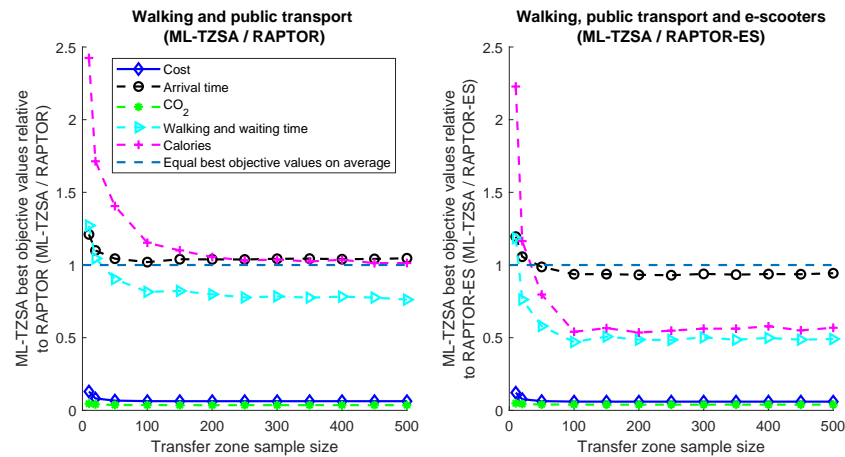 Walking and public transport
(ML-TZSA / RAPTOR)
ML-TZSA best objective values relative
to RAPTOR (ML-TZSA / RAPTOR)
2.5
2
1.5
1
0.5
0
Cost
Arrival time
CO2
Walking and waiting time
Calories
Equal best objective values on average
0 100 200 300 400 500
Transfer zone sample size
Walking, public transport and e-scooters
(ML-TZSA / RAPTOR-ES)
ML-TZSA best objective values relative
to RAPTOR-ES (ML-TZSA / RAPTOR-ES)
2.5
2
1.5
1
0.5
0
0 100 200 300 400 500
Transfer zone sample size